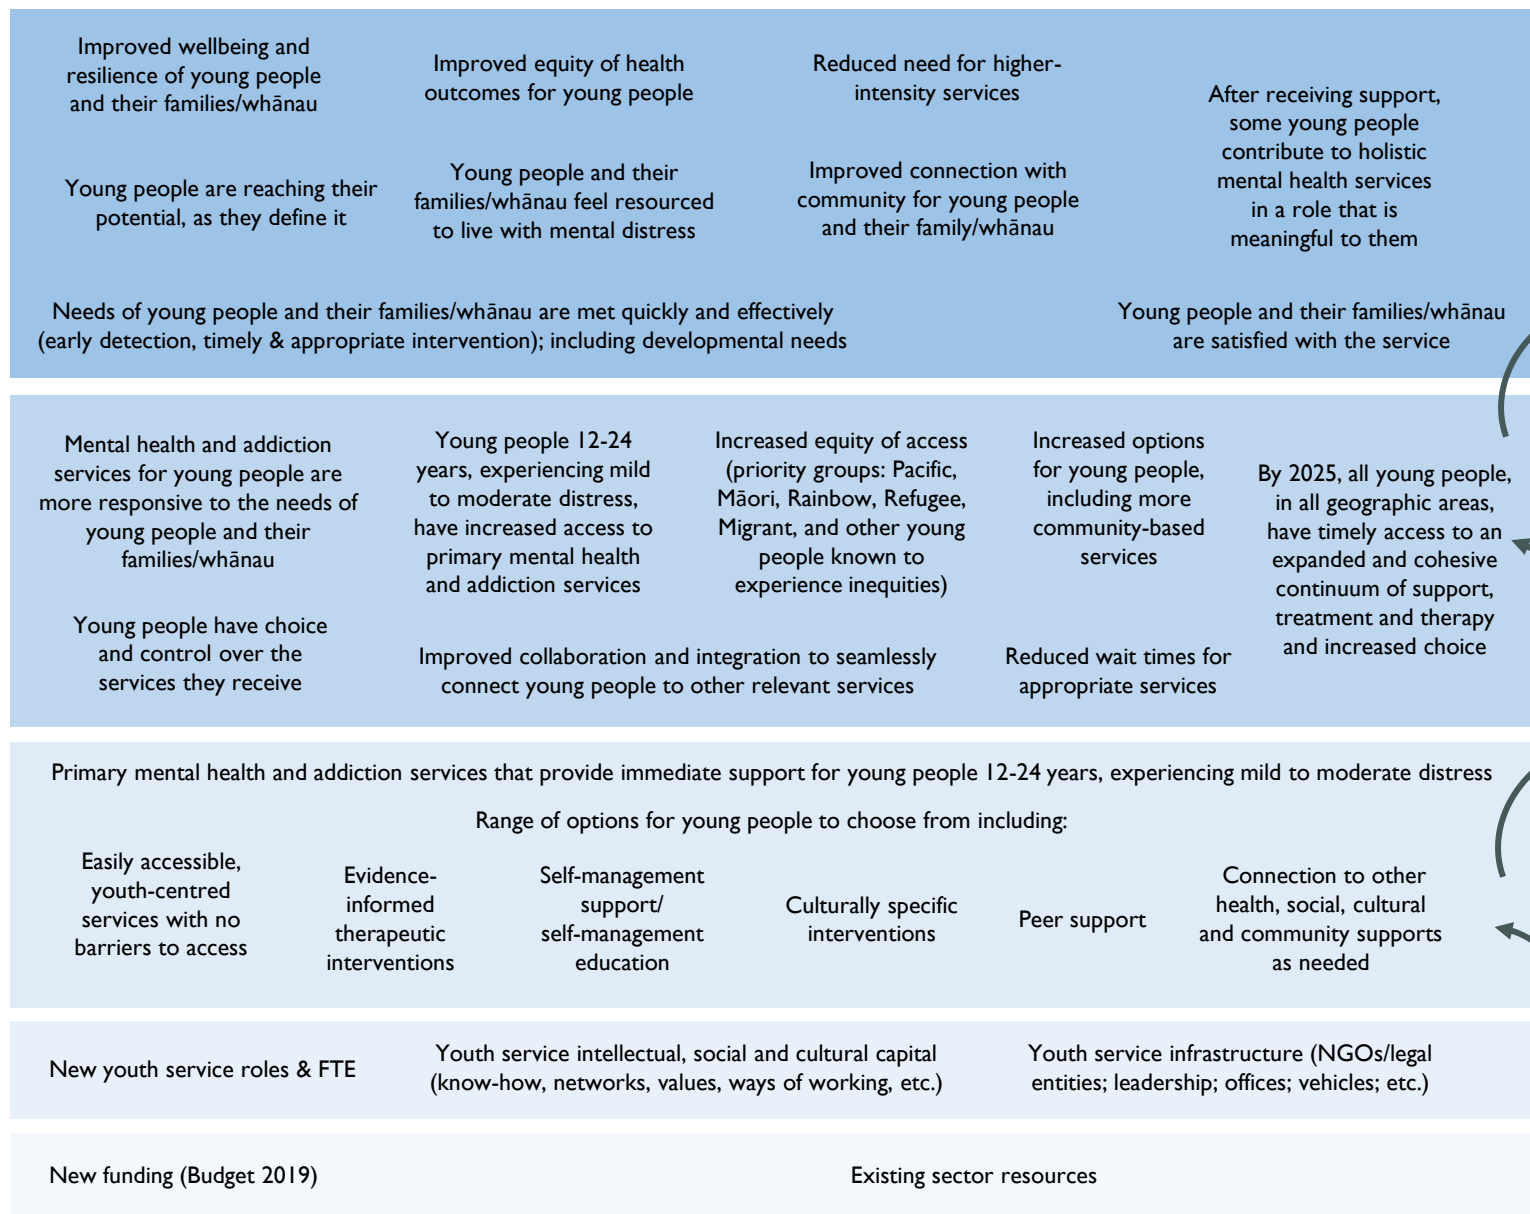 Improved wellbeing and
resilience of young people
and their families/whānau
Improved equity of health
outcomes for young people
Reduced need for higher-
intensity services
After receiving support,
some young people
contribute to holistic
mental health services
in a role that is
meaningful to them
Young people are reaching their
potential, as they define it
Young people and their
families/whānau feel resourced
to live with mental distress
Improved connection with
community for young people
and their family/whānau
Needs of young people and their families/whānau are met quickly and effectively
(early detection, timely & appropriate intervention); including developmental needs
Young people and their families/whānau
are satisfied with the service
Mental health and addiction
services for young people are
more responsive to the needs of
young people and their
families/whānau
Young people 12-24
years, experiencing mild
to moderate distress,
have increased access to
primary mental health
and addiction services
Increased equity of access
(priority groups: Pacific,
Māori, Rainbow, Refugee,
Migrant, and other young
people known to
experience inequities)
Increased options
for young people,
including more
community-based
services
By 2025, all young people,
in all geographic areas,
have timely access to an
expanded and cohesive
continuum of support,
treatment and therapy
and increased choice
Young people have choice
and control over the
services they receive
Improved collaboration and integration to seamlessly
connect young people to other relevant services
Reduced wait times for
appropriate services
Primary mental health and addiction services that provide immediate support for young people 12-24 years, experiencing mild to moderate distress
Range of options for young people to choose from including:
Easily accessible,
youth-centred
services with no
barriers to access
Evidence-
informed
therapeutic
interventions
Self-management
support/
self-management
education
Culturally specific
interventions
Peer support
Connection to other
health, social, cultural
and community supports
as needed
New youth service roles & FTE
Youth service intellectual, social and cultural capital
(know-how, networks, values, ways of working, etc.)
Youth service infrastructure (NGOs/legal
entities; leadership; offices; vehicles; etc.)
New funding (Budget 2019)
Existing sector resources